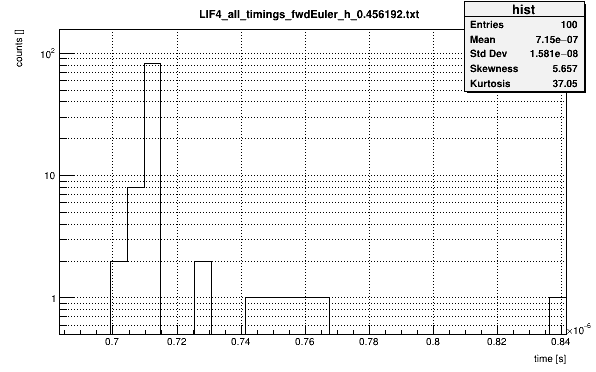 LIF4_all_timings_fwdEuler_h_0.456192.txt
hist
Entries 100
Mean 7.15e−07
Std Dev 1.581e−08
Skewness 5.657
Kurtosis 37.05
counts []
10²
10
1
0.7 0.72 0.74 0.76 0.78 0.8 0.82 0.84
×10⁻⁶
time [s]